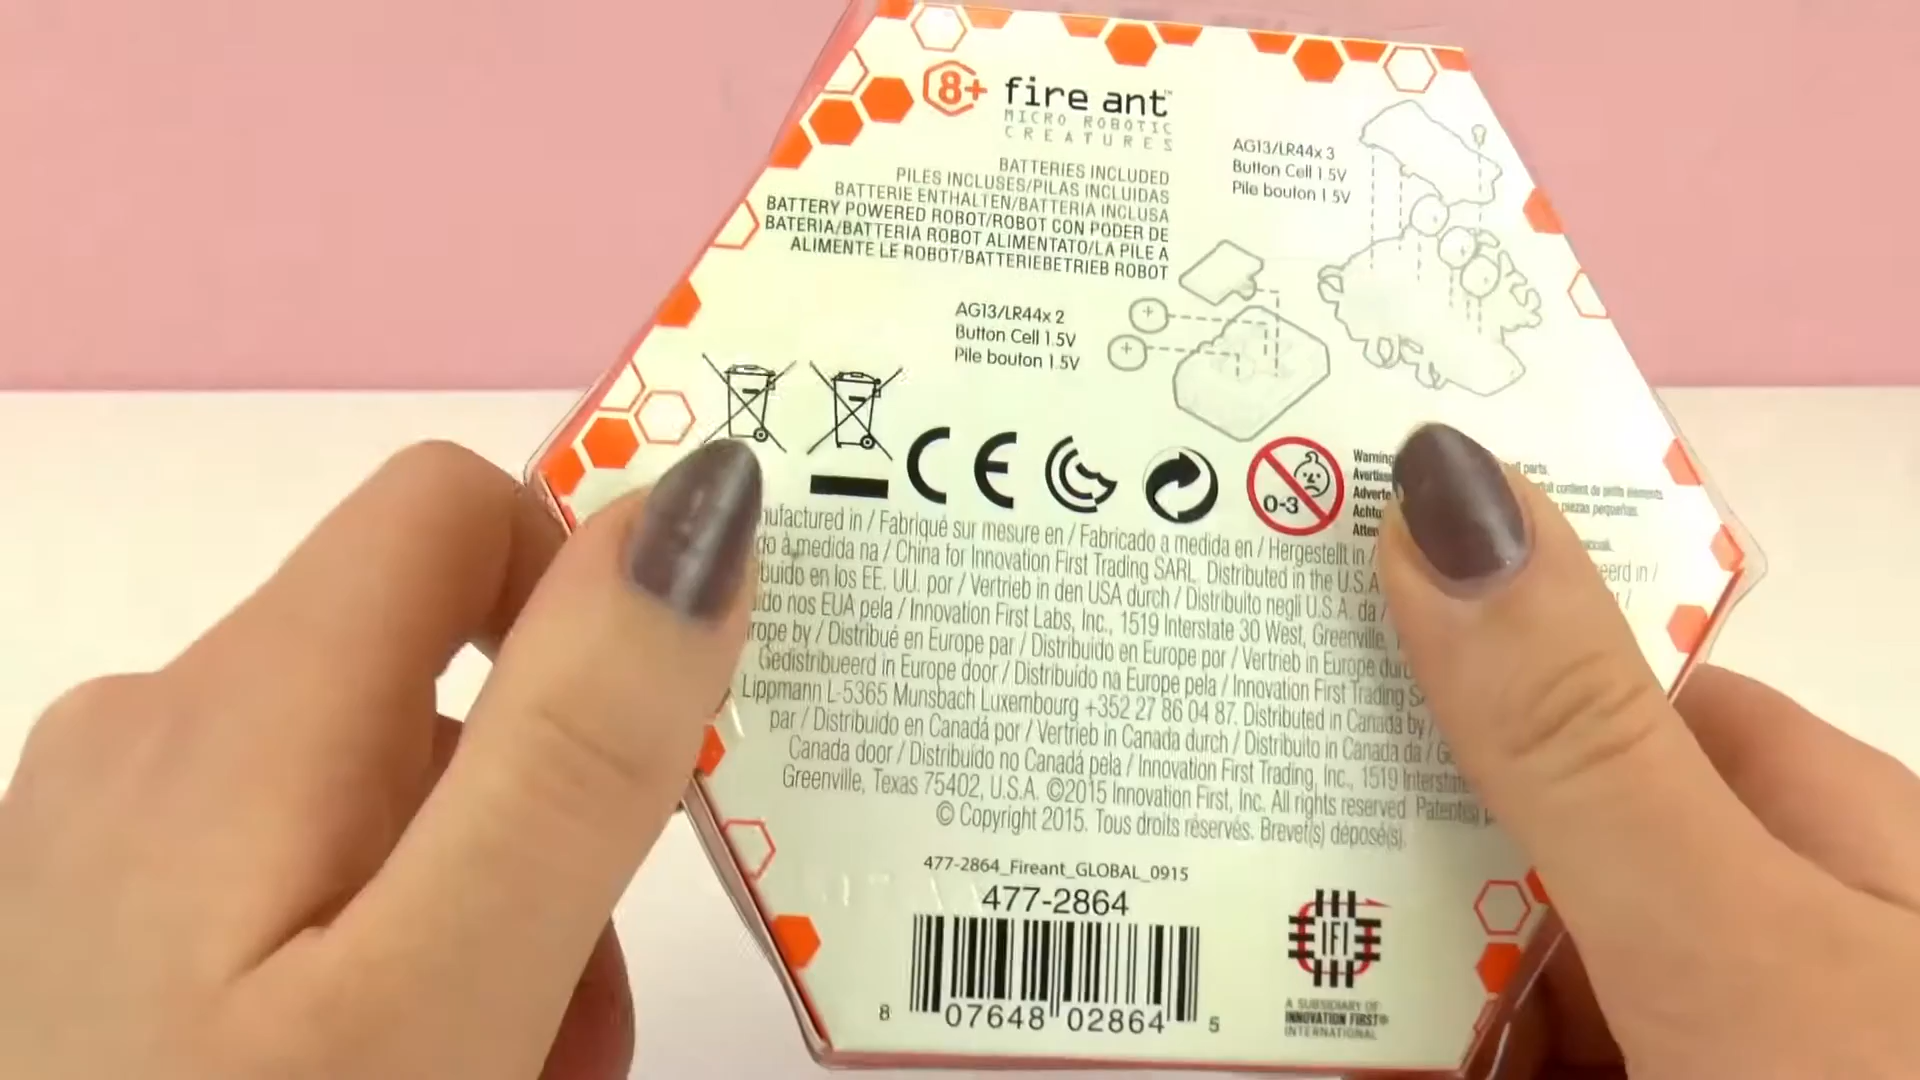 8+ fire ant™
MICRO ROBOTIC
CREATURES
BATTERIES INCLUDED
PILES INCLUSES/PILAS INCLUIDAS
BATTERIE ENTHALTEN/BATTERIA INCLUSA
BATTERY POWERED ROBOT/ROBOT CON PODER DE
BATERIA/BATTERIA ROBOT ALIMENTATO/LA PILE A
ALIMENTE LE ROBOT/BATTERIEBETRIEB ROBOT
AG13/LR44x 3
Button Cell 1.5V
Pile bouton 1.5V
AG13/LR44x 2
Button Cell 1.5V
Pile bouton 1.5V
CE
0-3
Warning
parts.
contient de petits éléments.
piezas pequeñas.
in / Fabriqué sur mesure en / Fabricado a medida en / Hergestellt in /
à medida na / China for Innovation First Trading SARL. Distributed in the U.S.A
en los EE. UU. por / Vertrieb in den USA durch / Distribuito negli U.S.A. da /
nos EUA pela / Innovation First Labs, Inc., 1519 Interstate 30 West, Greenville,
by / Distribué en Europe par / Distribuido en Europe por / Vertrieb in Europe
Gedistribueerd in Europe door / Distribuído na Europe pela / Innovation First Trading
Lippmann L-5365 Munsbach Luxembourg +352 27 86 04 87. Distributed in Canada by /
par / Distribuido en Canadá por / Vertrieb in Canada durch / Distribuito in Canada da /
Canada door / Distribuído no Canadá pela / Innovation First Trading, Inc., 1519
Greenville, Texas 75402, U.S.A. ©2015 Innovation First, Inc. All rights reserved. Patent(s)
© Copyright 2015. Tous droits réservés. Brevet(s) déposé(s).
477-2864_Fireant_GLOBAL_0915
477-2864
8 07648 02864 5
IFI
A SUBSIDIARY OF
INNOVATION FIRST®
INTERNATIONAL